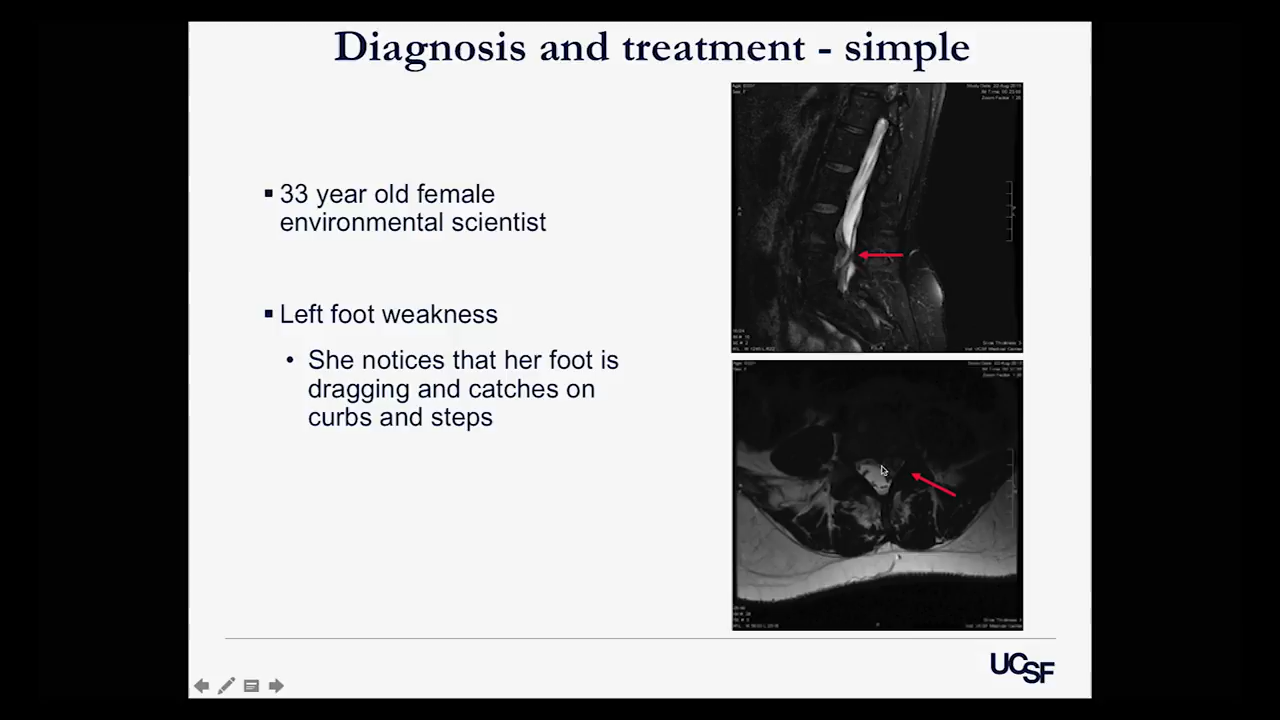 Diagnosis and treatment - simple
▪ 33 year old female
environmental scientist
▪ Left foot weakness
• She notices that her foot is
dragging and catches on
curbs and steps
UCSF